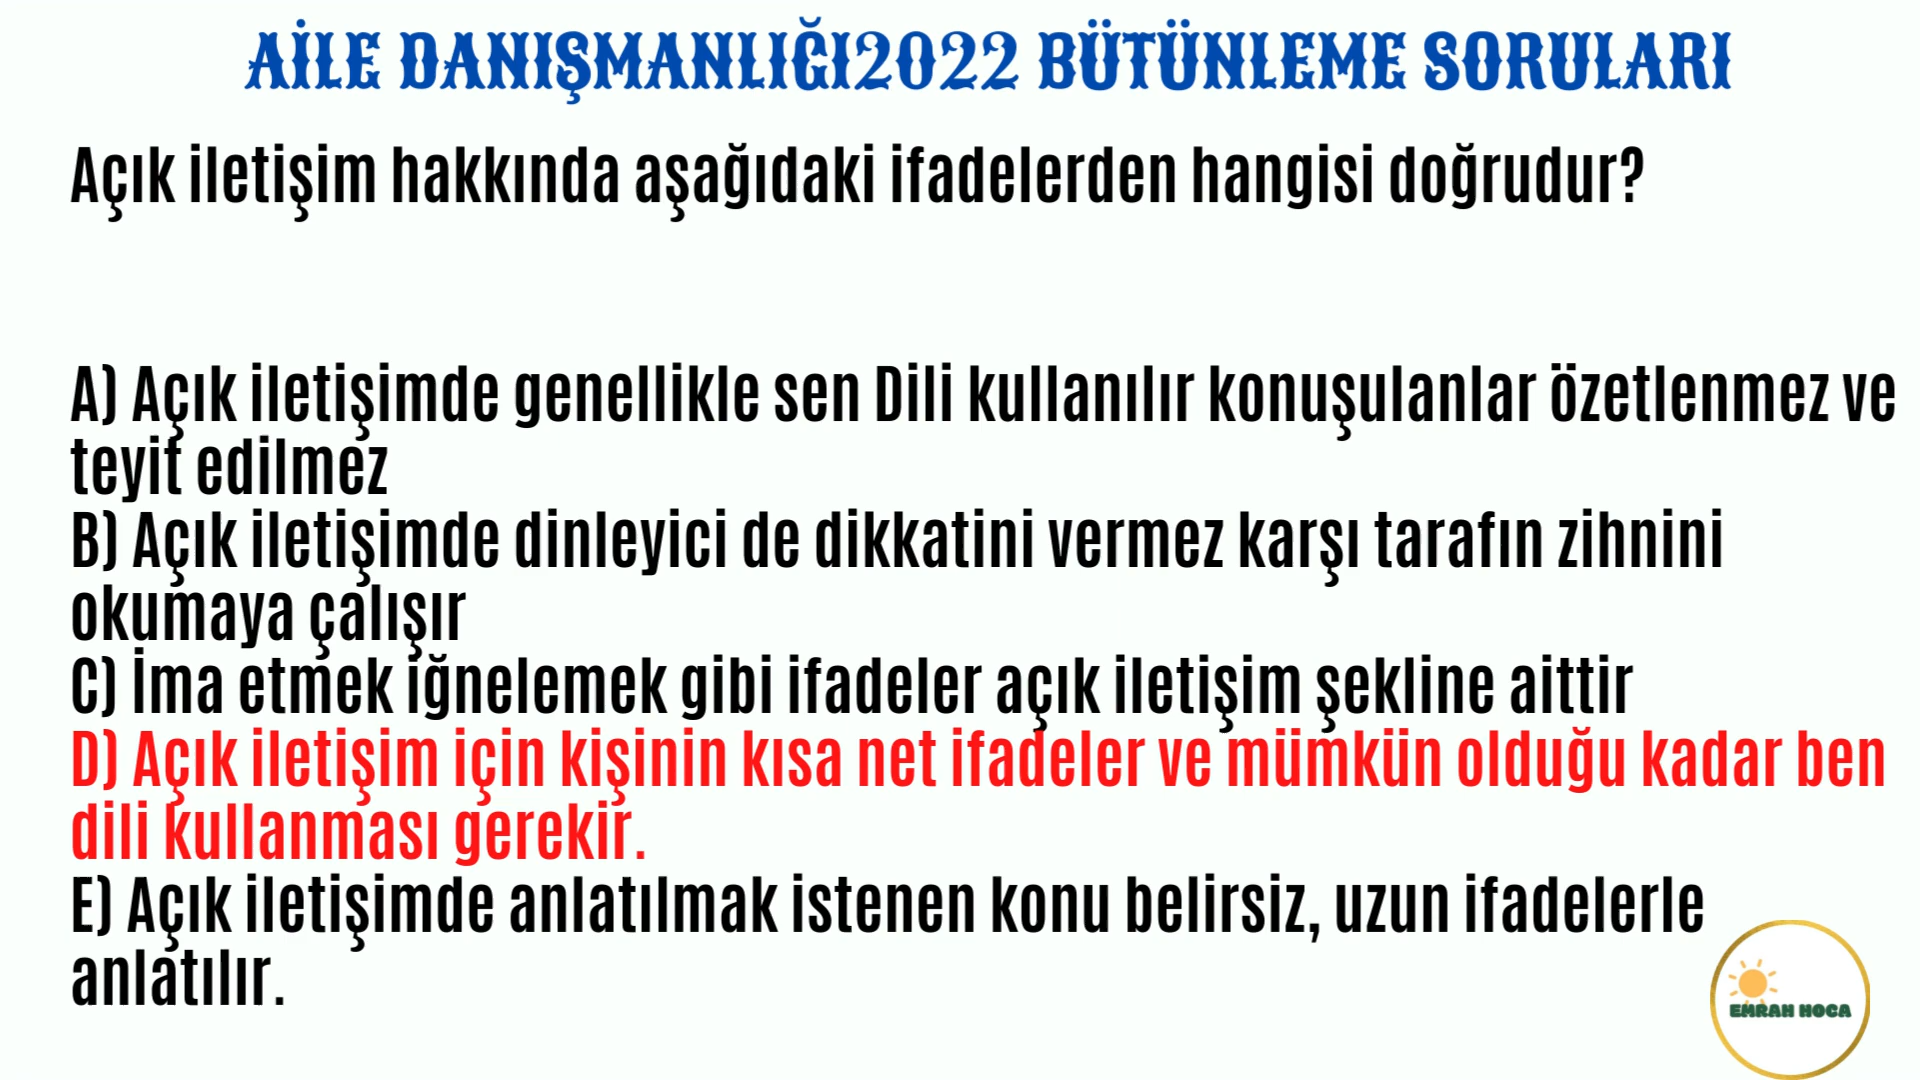 AİLE DANIŞMANLIĞI2022 BÜTÜNLEME SORULARI
Açık iletişim hakkında aşağıdaki ifadelerden hangisi doğrudur?
A) Açık iletişimde genellikle sen Dili kullanılır konuşulanlar özetlenmez ve
teyit edilmez
B) Açık iletişimde dinleyici de dikkatini vermez karşı tarafın zihnini
okumaya çalışır
C) İma etmek iğnelemek gibi ifadeler açık iletişim şekline aittir
D) Açık iletişim için kişinin kısa net ifadeler ve mümkün olduğu kadar ben
dili kullanması gerekir.
E) Açık iletişimde anlatılmak istenen konu belirsiz, uzun ifadelerle
anlatılır.
EMRAH HOCA